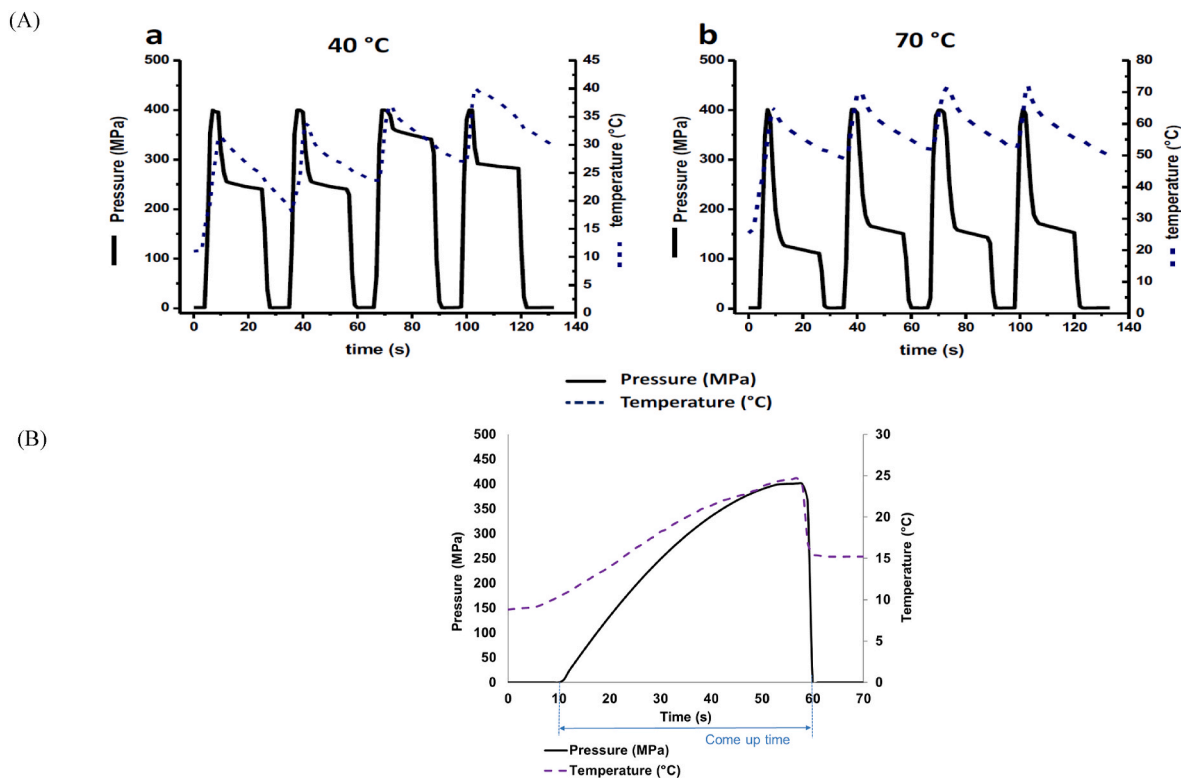 (A)
a
40 °C
500
400
300
200
100
0
Pressure (MPa)
45
40
35
30
25
20
15
10
5
0
temperature (°C)
0 20 40 60 80 100 120 140
time (s)
b
70 °C
500
400
300
200
100
0
Pressure (MPa)
80
70
60
50
40
30
20
10
0
temperature (°C)
0 20 40 60 80 100 120 140
time (s)
Pressure (MPa)
Temperature (°C)
(B)
500
450
400
350
300
250
200
150
100
50
0
Pressure (MPa)
30
25
20
15
10
5
0
Temperature (°C)
0 10 20 30 40 50 60 70
Time (s)
Come up time
Pressure (MPa)
Temperature (°C)